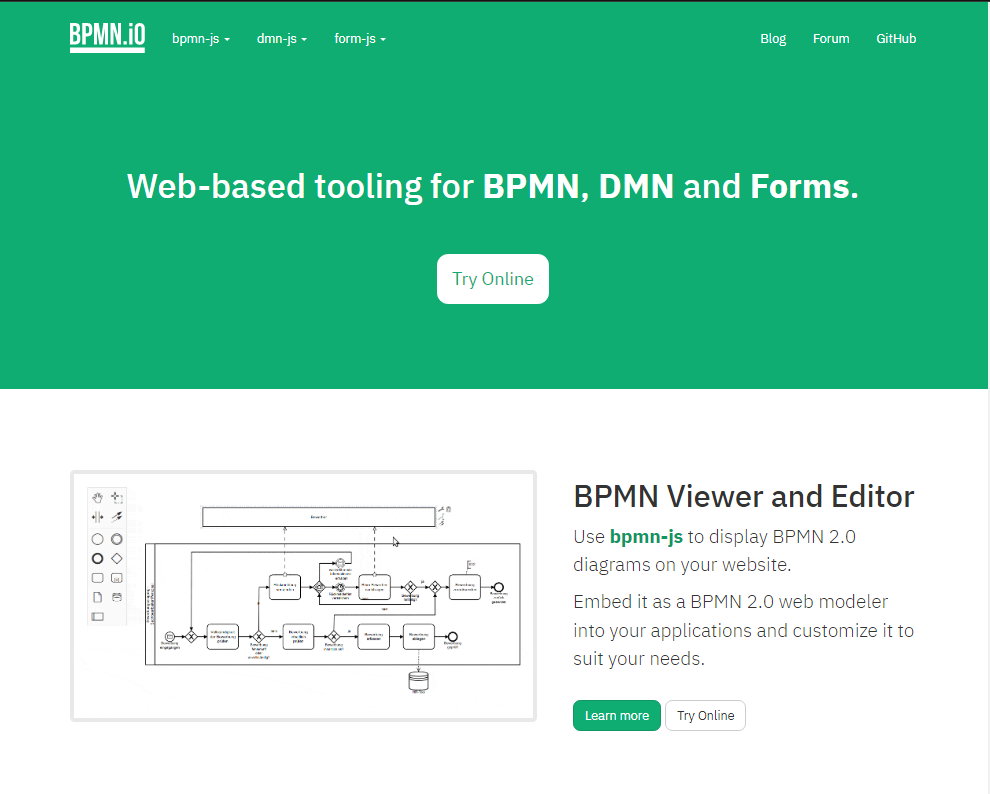 BPMN.iO
bpmn-js
dmn-js
form-js
Blog
Forum
GitHub
Web-based tooling for BPMN, DMN and Forms.
Try Online
BPMN Viewer and Editor
Use bpmn-js to display BPMN 2.0
diagrams on your website.
Embed it as a BPMN 2.0 web modeler
into your applications and customize it to
suit your needs.
Learn more
Try Online